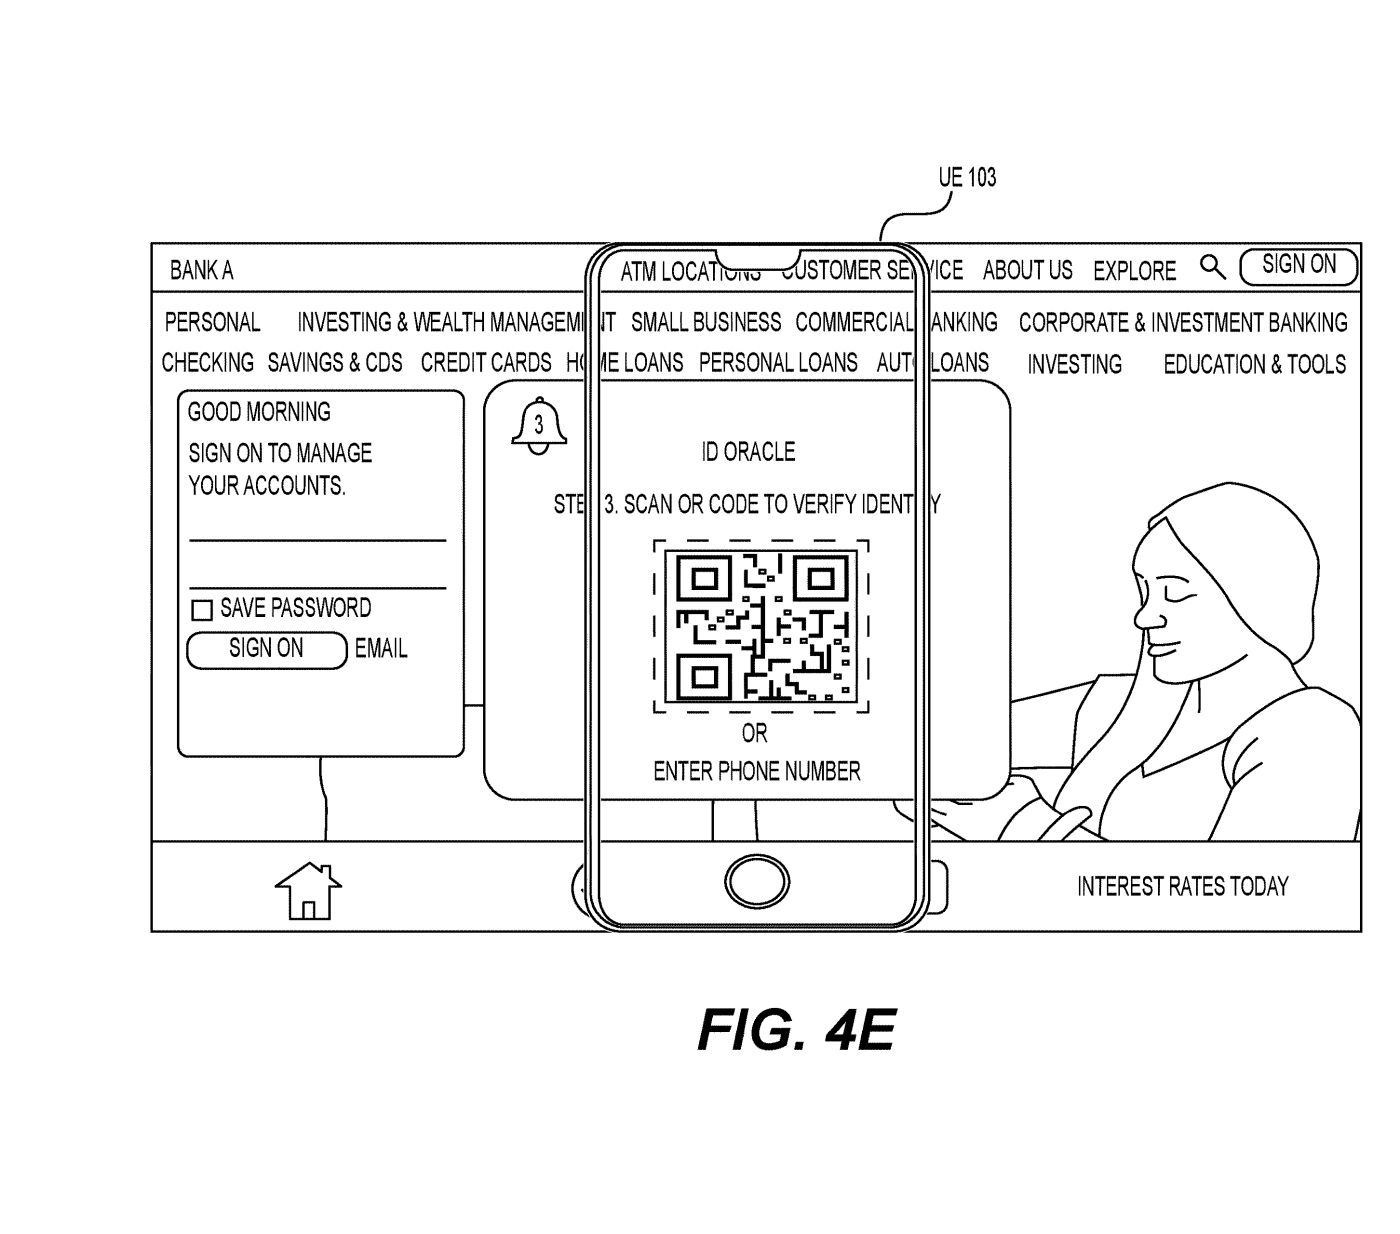 UE 103
BANK A ATM LOCATIONS CUSTOMER SERVICE ABOUT US EXPLORE SIGN ON
PERSONAL INVESTING & WEALTH MANAGEMENT SMALL BUSINESS COMMERCIAL BANKING CORPORATE & INVESTMENT BANKING
CHECKING SAVINGS & CDS CREDIT CARDS HOME LOANS PERSONAL LOANS AUTO LOANS INVESTING EDUCATION & TOOLS
GOOD MORNING
SIGN ON TO MANAGE
YOUR ACCOUNTS.
SAVE PASSWORD
SIGN ON EMAIL
3
ID ORACLE
STEP 3. SCAN OR CODE TO VERIFY IDENTITY
OR
ENTER PHONE NUMBER
INTEREST RATES TODAY
FIG. 4E